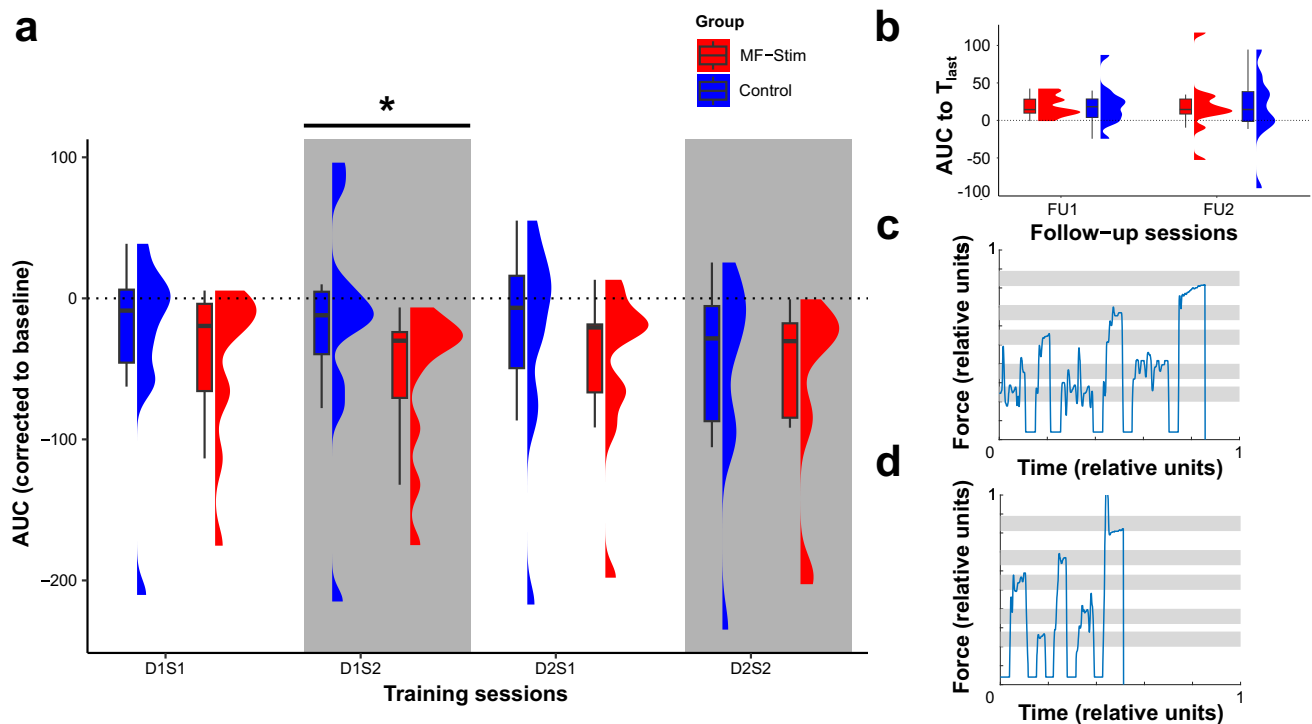 a
Group
MF-Stim
Control
*
AUC (corrected to baseline)
100
0
−100
−200
D1S1
D1S2
D2S1
D2S2
Training sessions
b
AUC to Tlast
100
50
0
-50
-100
FU1
FU2
Follow-up sessions
c
Force (relative units)
1
0
1
Time (relative units)
d
Force (relative units)
1
0
1
Time (relative units)